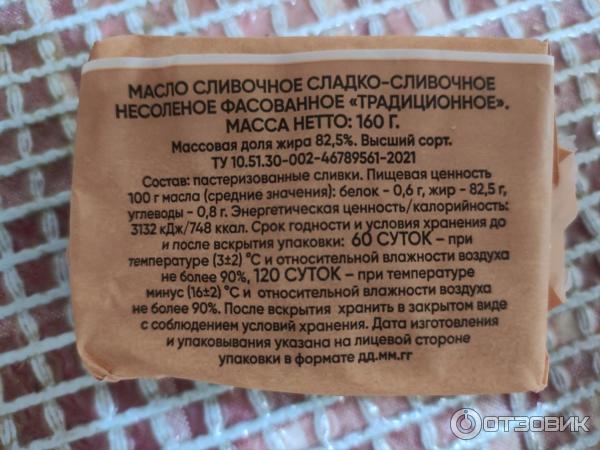 МАСЛО СЛИВОЧНОЕ СЛАДКО-СЛИВОЧНОЕ
НЕСОЛЕНОЕ ФАСОВАННОЕ «ТРАДИЦИОННОЕ».
МАССА НЕТТО: 160 Г.
Массовая доля жира 82,5%. Высший сорт.
ТУ 10.51.30-002-46789561-2021
Состав: пастеризованные сливки. Пищевая ценность
100 г масла (средние значения): белок - 0,6 г, жир - 82,5 г,
углеводы - 0,8 г. Энергетическая ценность/калорийность:
3132 кДж/748 ккал. Срок годности и условия хранения до
и после вскрытия упаковки: 60 СУТОК – при
температуре (3±2) °С и относительной влажности воздуха
не более 90%, 120 СУТОК – при температуре
минус (16±2) °С и относительной влажности воздуха
не более 90%. После вскрытия хранить в закрытом виде
с соблюдением условий хранения. Дата изготовления
и упаковывания указана на лицевой стороне
упаковки в формате дд.мм.гг
ОТЗОВИК